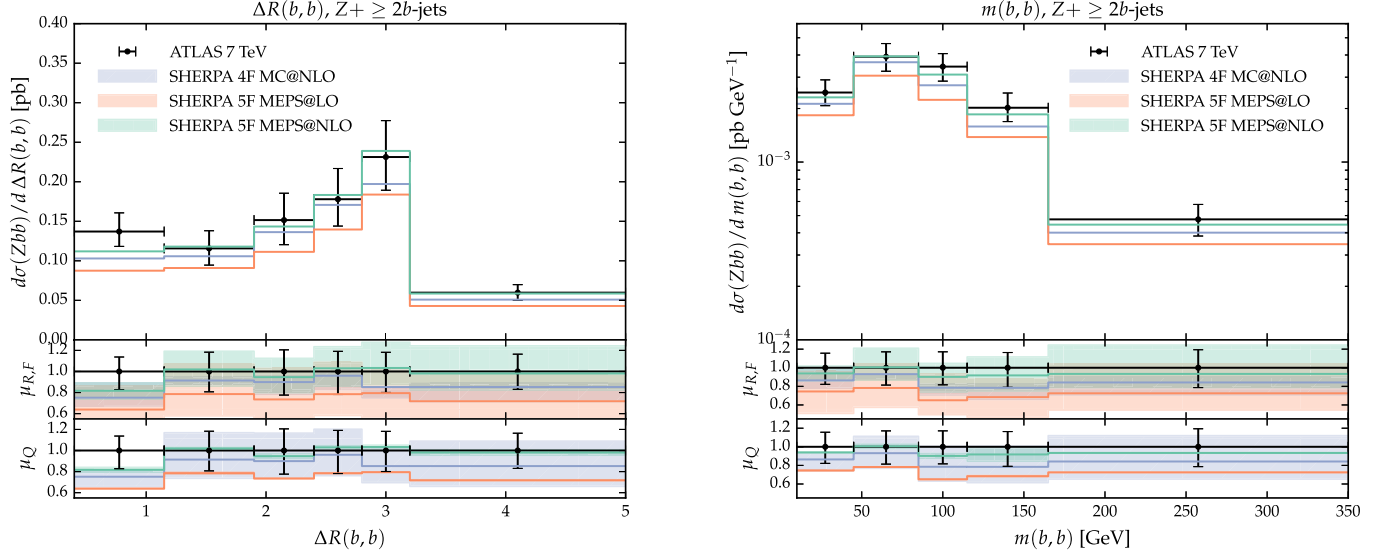 ΔR(b, b), Z+ ≥ 2b-jets
dσ(Zbb)/d ΔR(b, b) [pb]
0.40
0.35
0.30
0.25
0.20
0.15
0.10
0.05
0.00
ATLAS 7 TeV
SHERPA 4F MC@NLO
SHERPA 5F MEPS@LO
SHERPA 5F MEPS@NLO
μR,F
1.2
1.0
0.8
0.6
μQ
1.2
1.0
0.8
0.6
1 2 3 4 5
ΔR(b, b)
m(b, b), Z+ ≥ 2b-jets
dσ(Zbb)/d m(b, b) [pb GeV⁻¹]
10⁻³
10⁻⁴
ATLAS 7 TeV
SHERPA 4F MC@NLO
SHERPA 5F MEPS@LO
SHERPA 5F MEPS@NLO
μR,F
1.2
1.0
0.8
0.6
μQ
1.2
1.0
0.8
0.6
50 100 150 200 250 300 350
m(b, b) [GeV]